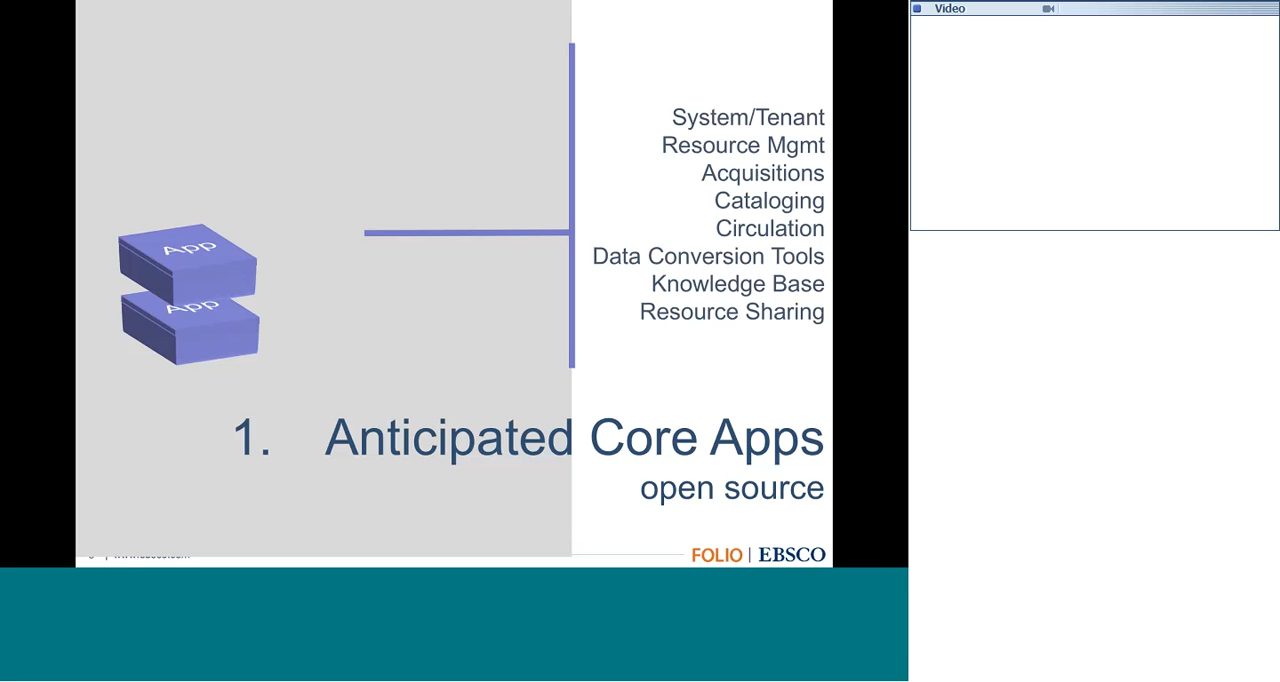 Video
System/Tenant
Resource Mgmt
Acquisitions
Cataloging
Circulation
Data Conversion Tools
Knowledge Base
Resource Sharing
App
App
1. Anticipated Core Apps
open source
FOLIO | EBSCO